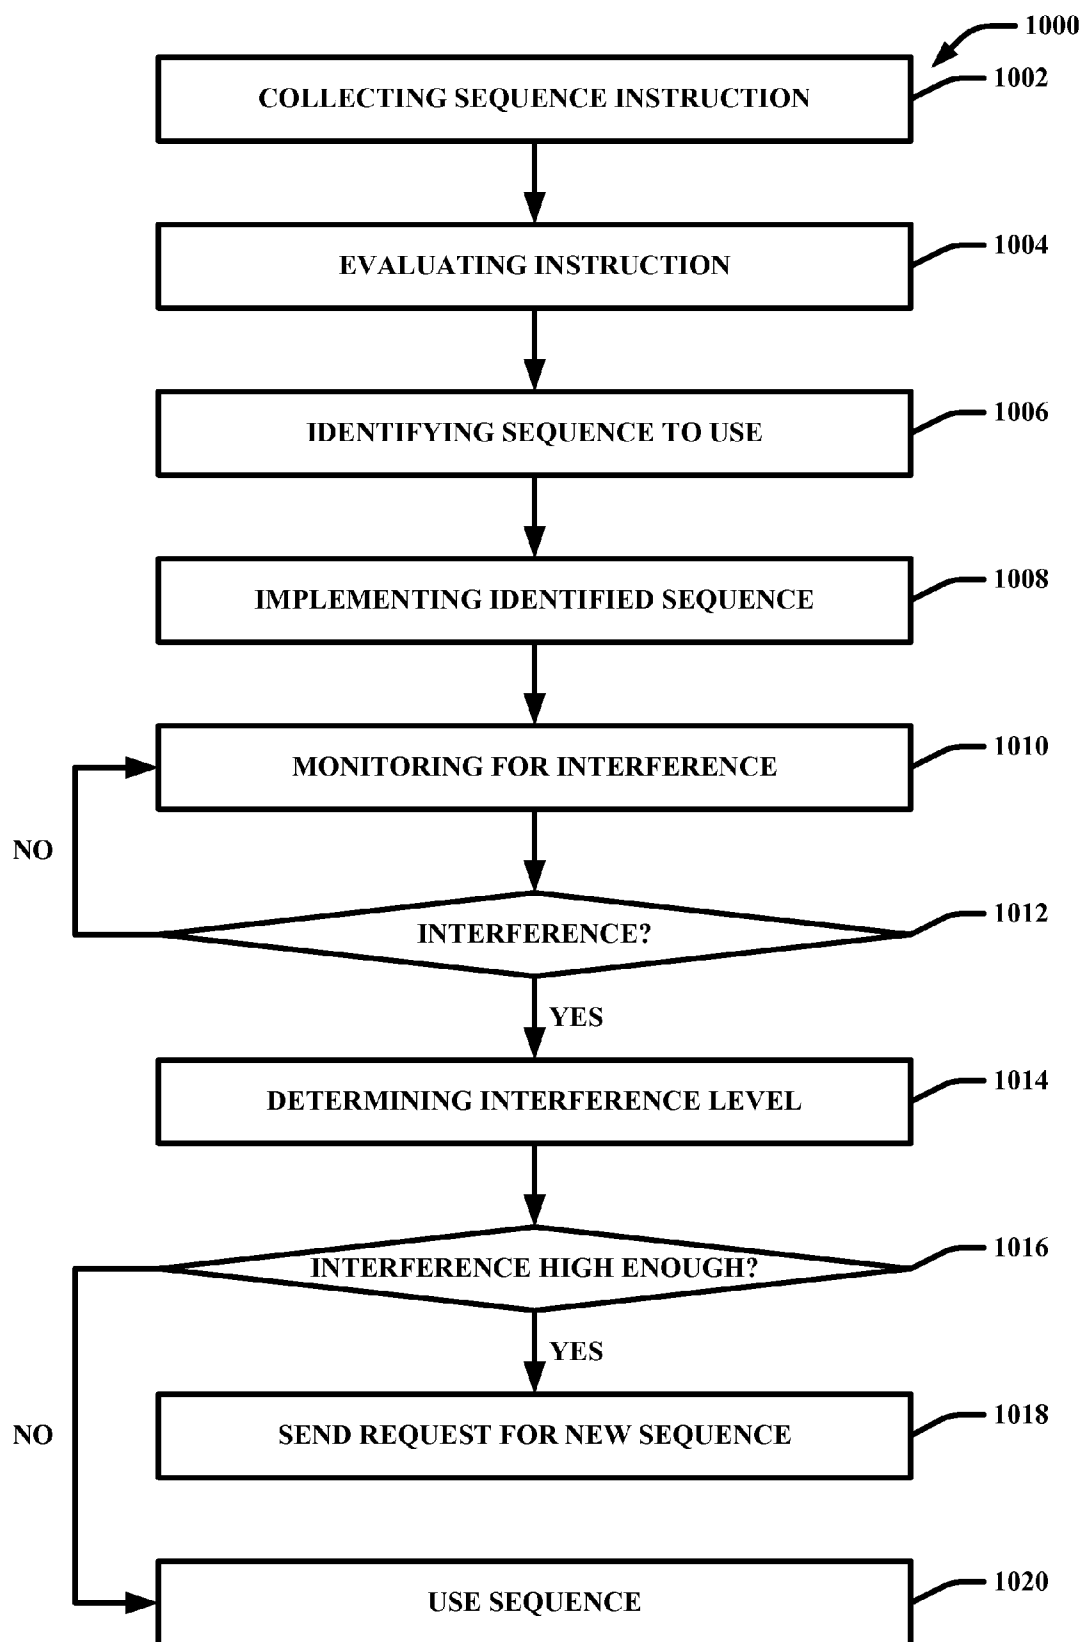 1000
COLLECTING SEQUENCE INSTRUCTION
1002
EVALUATING INSTRUCTION
1004
IDENTIFYING SEQUENCE TO USE
1006
IMPLEMENTING IDENTIFIED SEQUENCE
1008
MONITORING FOR INTERFERENCE
1010
NO
INTERFERENCE?
1012
YES
DETERMINING INTERFERENCE LEVEL
1014
INTERFERENCE HIGH ENOUGH?
1016
YES
NO
SEND REQUEST FOR NEW SEQUENCE
1018
USE SEQUENCE
1020